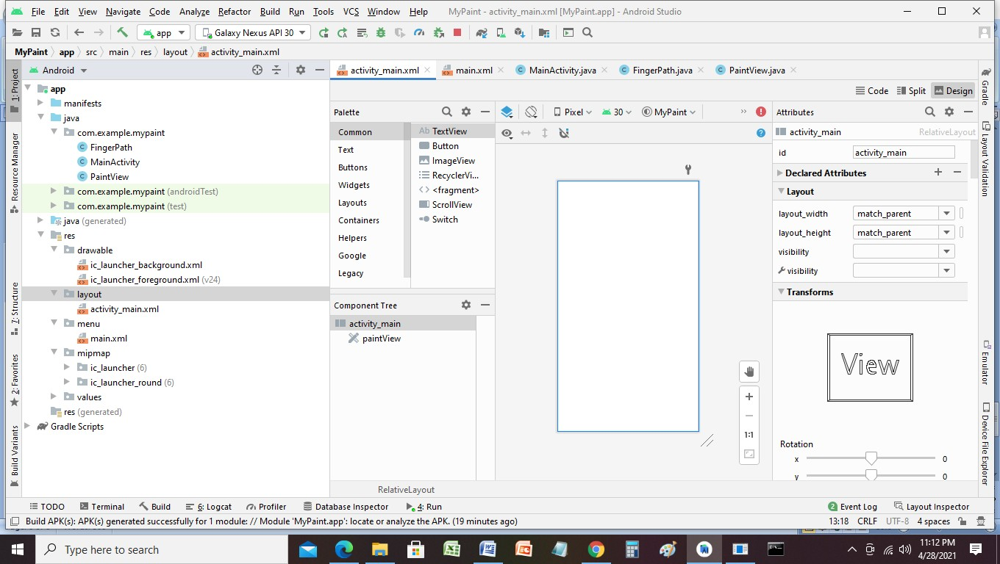 File Edit View Navigate Code Analyze Refactor Build Run Tools VCS Window Help MyPaint - activity_main.xml [MyPaint.app] - Android Studio
app Galaxy Nexus API 30
MyPaint app src main res layout activity_main.xml
1: Project
Resource Manager
7: Structure
2: Favorites
Build Variants
Android
app
manifests
java
com.example.mypaint
FingerPath
MainActivity
PaintView
com.example.mypaint (androidTest)
com.example.mypaint (test)
java (generated)
res
drawable
ic_launcher_background.xml
ic_launcher_foreground.xml (v24)
layout
activity_main.xml
menu
main.xml
mipmap
ic_launcher (6)
ic_launcher_round (6)
values
res (generated)
Gradle Scripts
activity_main.xml main.xml MainActivity.java FingerPath.java PaintView.java
Code Split Design
Palette
Common
Text
Buttons
Widgets
Layouts
Containers
Helpers
Google
Legacy
Ab TextView
Button
ImageView
RecyclerVi...
<fragment>
ScrollView
Switch
Component Tree
activity_main
paintView
Pixel 30 MyPaint
1:1
RelativeLayout
Attributes
activity_main RelativeLayout
id activity_main
Declared Attributes
Layout
layout_width match_parent
layout_height match_parent
visibility
visibility
Transforms
View
Rotation
x 0
y 0
Gradle
Layout Validation
Emulator
Device File Explorer
TODO Terminal Build 6: Logcat Profiler Database Inspector 4: Run 2 Event Log Layout Inspector
Build APK(s): APK(s) generated successfully for 1 module: // Module 'MyPaint.app': locate or analyze the APK. (19 minutes ago) 13:18 CRLF UTF-8 4 spaces
Type here to search
11:12 PM
4/28/2021